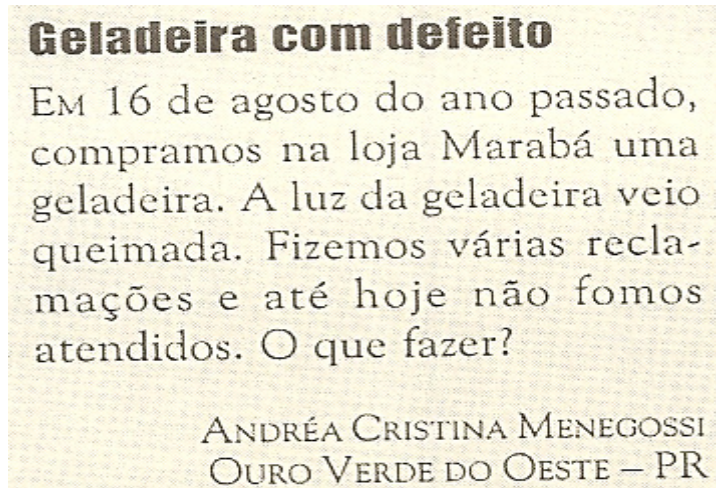 Geladeira com defeito
EM 16 de agosto do ano passado,
compramos na loja Marabá uma
geladeira. A luz da geladeira veio
queimada. Fizemos várias recla-
mações e até hoje não fomos
atendidos. O que fazer?
ANDRÉA CRISTINA MENEGOSSI
OURO VERDE DO OESTE – PR